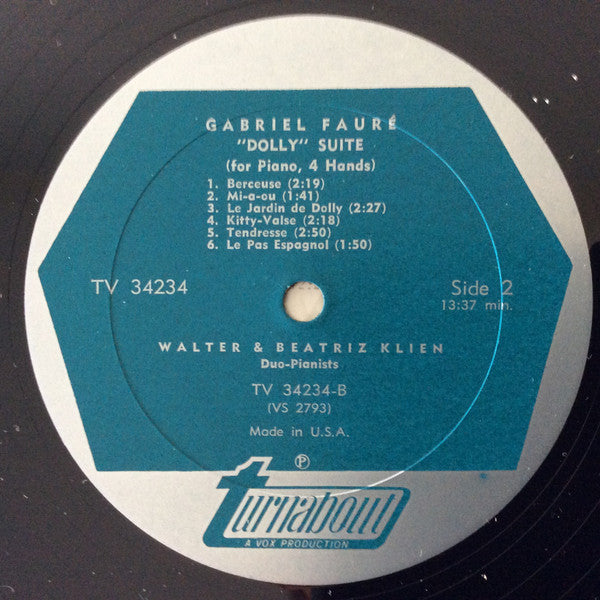 GABRIEL FAURÉ
"DOLLY" SUITE
(for Piano, 4 Hands)
1. Berceuse (2:19)
2. Mi-a-ou (1:41)
3. Le Jardin de Dolly (2:27)
4. Kitty-Valse (2:18)
5. Tendresse (2:50)
6. Le Pas Espagnol (1:50)
TV 34234
Side 2
13:37 min.
WALTER & BEATRIZ KLIEN
Duo-Pianists
TV 34234-B
(VS 2793)
Made in U.S.A.
℗
turnabout
A VOX PRODUCTION